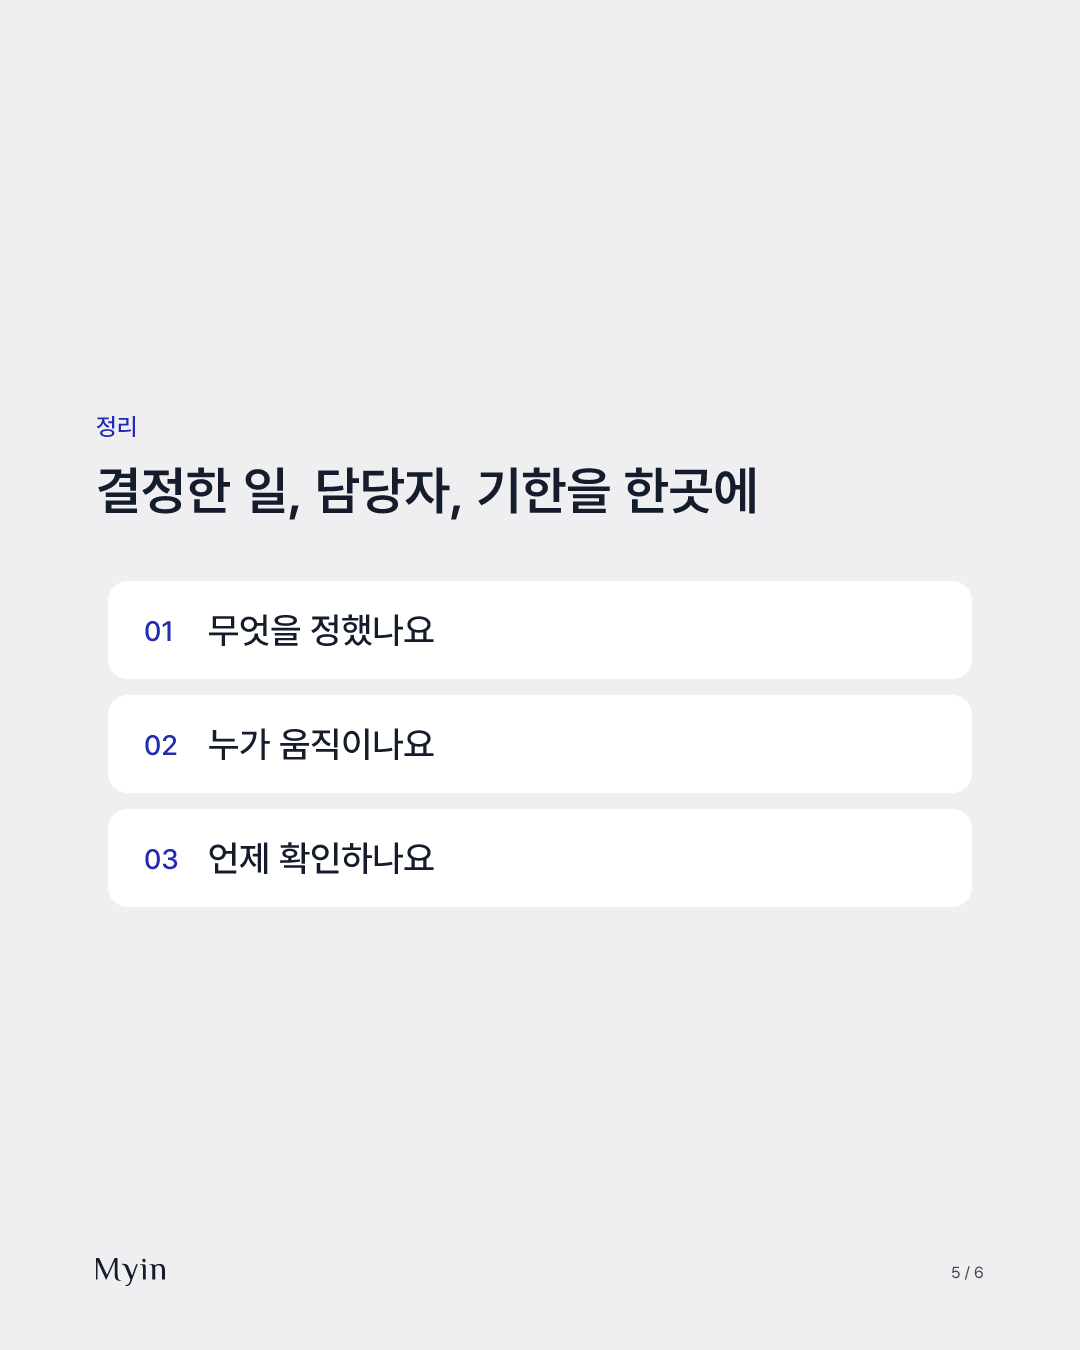 정리
결정한 일, 담당자, 기한을 한곳에
01 무엇을 정했나요
02 누가 움직이나요
03 언제 확인하나요
Myin
5 / 6